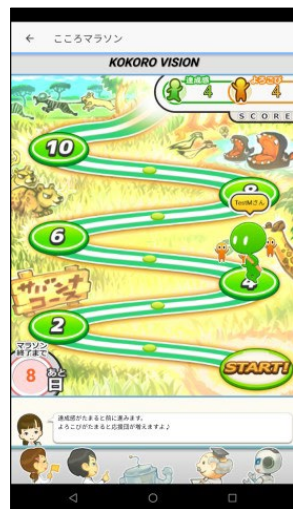 こころマラソン
KOKORO VISION
達成感
4
よろこび
4
SCORE
10
8
TestMさん
6
4
サバンナ
コース
2
マラソン
終了まで
あと
8
日
START!
達成感がたまると前に進みます。
よろこびがたまると応援団が増えますよ♪